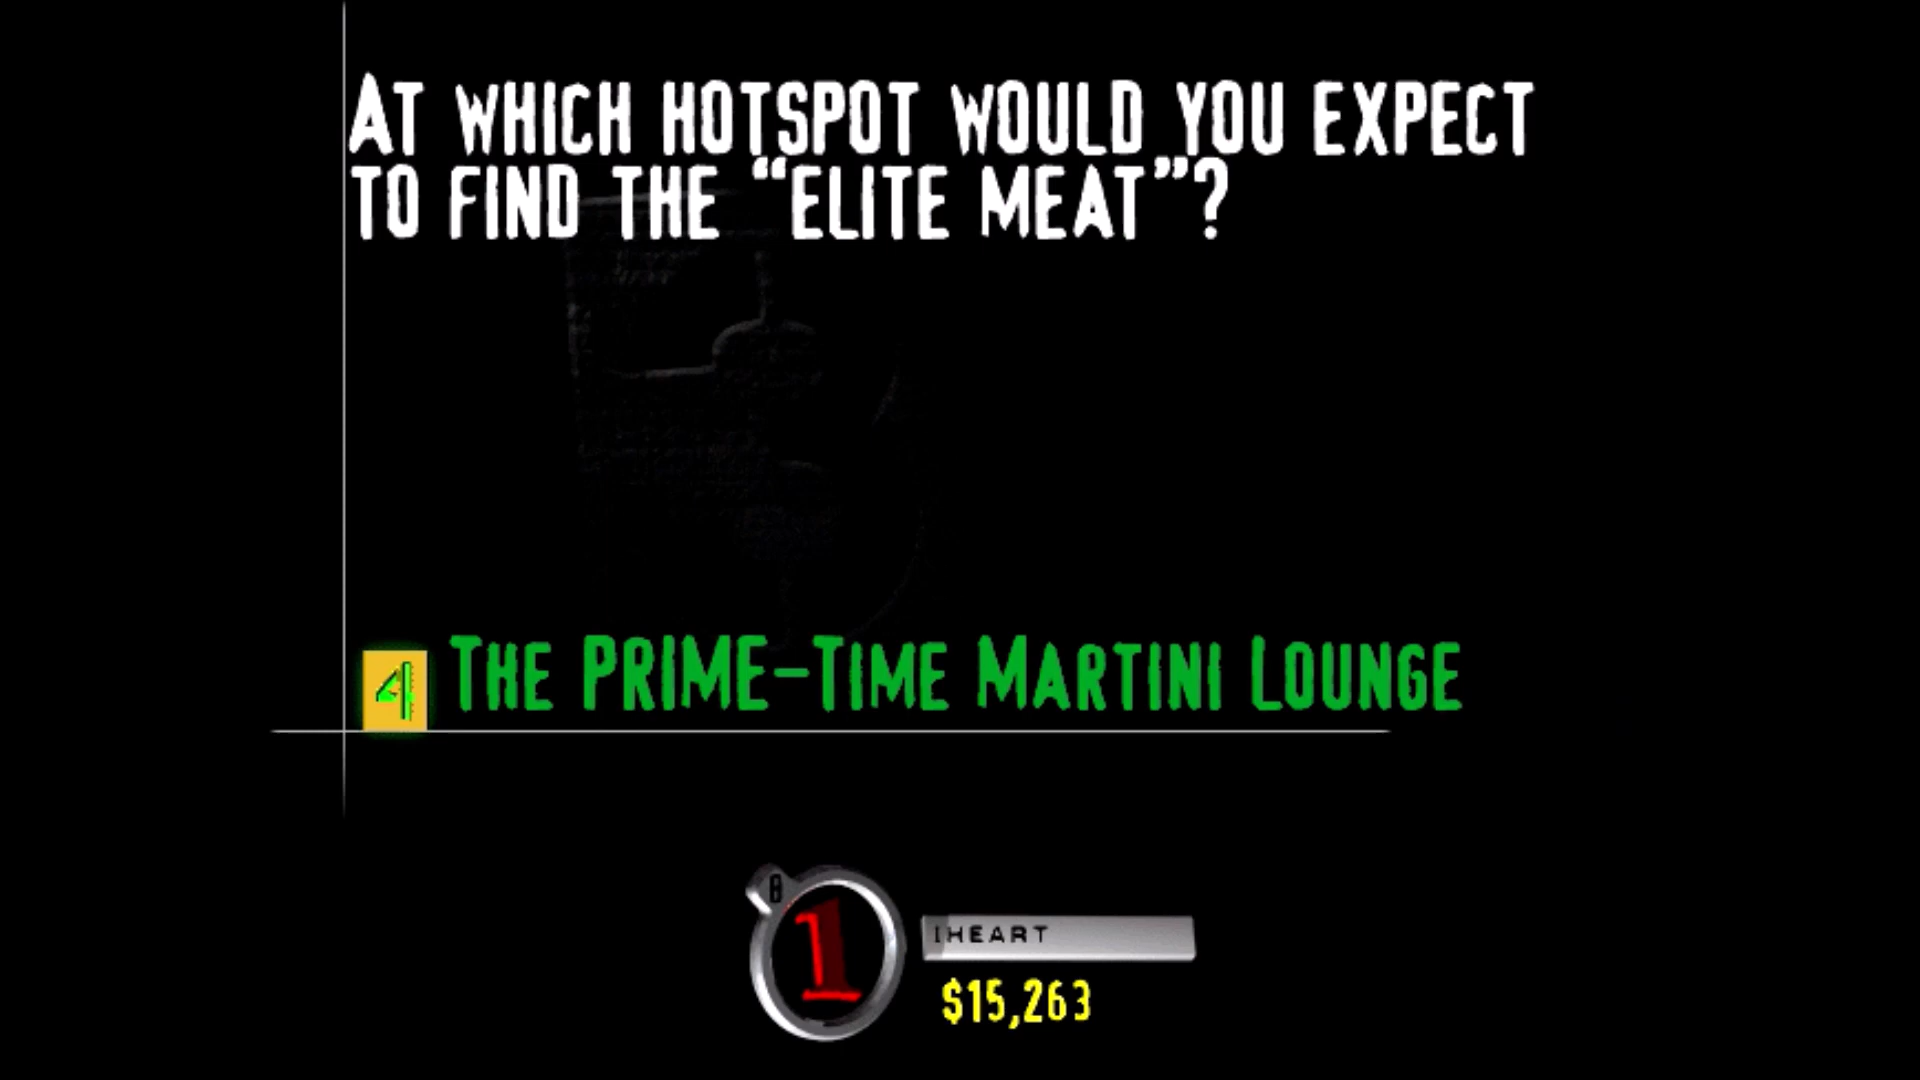 At which hotspot would you expect
to find the “elite meat”?
4 The PRIME-Time Martini Lounge
B
1
IHEART
$15,263